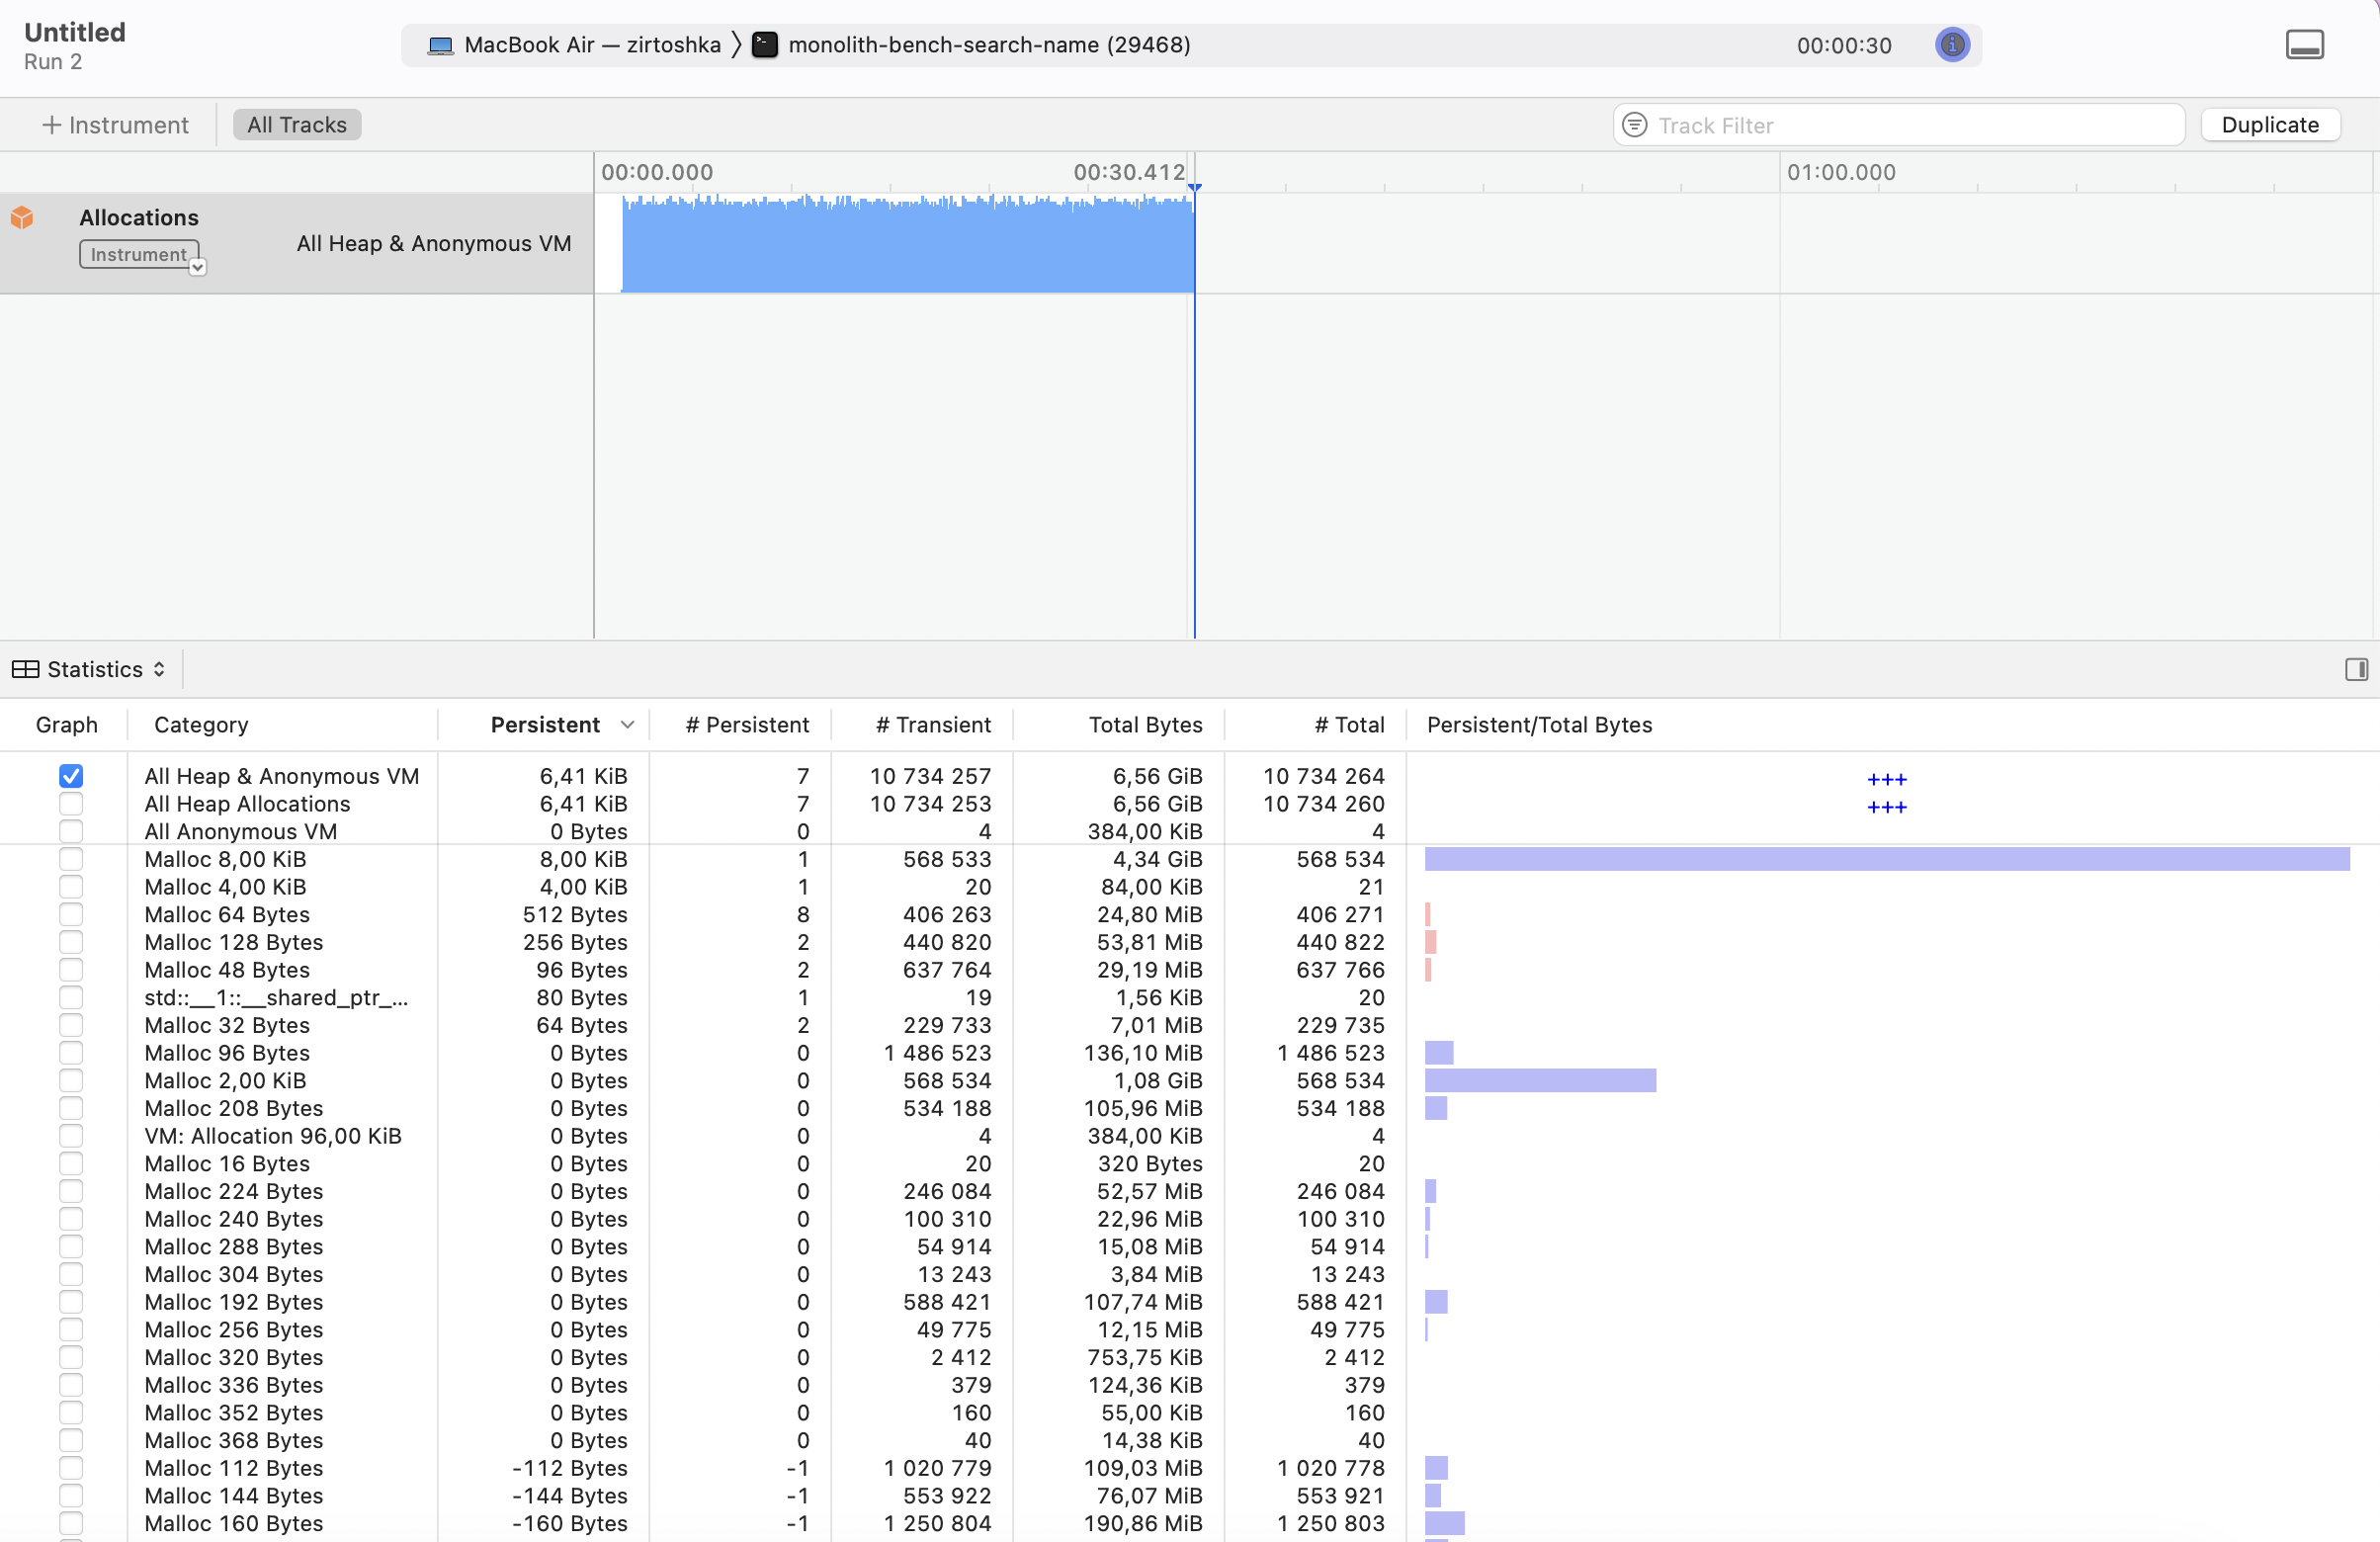 Untitled
Run 2
MacBook Air — zirtoshka 〉 monolith-bench-search-name (29468) 00:00:30
+ Instrument All Tracks Track Filter Duplicate
00:00.000 00:30.412 01:00.000
Allocations
Instrument
All Heap & Anonymous VM
Statistics
Graph Category Persistent # Persistent # Transient Total Bytes # Total Persistent/Total Bytes
All Heap & Anonymous VM 6,41 KiB 7 10 734 257 6,56 GiB 10 734 264 +++
All Heap Allocations 6,41 KiB 7 10 734 253 6,56 GiB 10 734 260 +++
All Anonymous VM 0 Bytes 0 4 384,00 KiB 4
Malloc 8,00 KiB 8,00 KiB 1 568 533 4,34 GiB 568 534
Malloc 4,00 KiB 4,00 KiB 1 20 84,00 KiB 21
Malloc 64 Bytes 512 Bytes 8 406 263 24,80 MiB 406 271
Malloc 128 Bytes 256 Bytes 2 440 820 53,81 MiB 440 822
Malloc 48 Bytes 96 Bytes 2 637 764 29,19 MiB 637 766
std::__1::__shared_ptr_... 80 Bytes 1 19 1,56 KiB 20
Malloc 32 Bytes 64 Bytes 2 229 733 7,01 MiB 229 735
Malloc 96 Bytes 0 Bytes 0 1 486 523 136,10 MiB 1 486 523
Malloc 2,00 KiB 0 Bytes 0 568 534 1,08 GiB 568 534
Malloc 208 Bytes 0 Bytes 0 534 188 105,96 MiB 534 188
VM: Allocation 96,00 KiB 0 Bytes 0 4 384,00 KiB 4
Malloc 16 Bytes 0 Bytes 0 20 320 Bytes 20
Malloc 224 Bytes 0 Bytes 0 246 084 52,57 MiB 246 084
Malloc 240 Bytes 0 Bytes 0 100 310 22,96 MiB 100 310
Malloc 288 Bytes 0 Bytes 0 54 914 15,08 MiB 54 914
Malloc 304 Bytes 0 Bytes 0 13 243 3,84 MiB 13 243
Malloc 192 Bytes 0 Bytes 0 588 421 107,74 MiB 588 421
Malloc 256 Bytes 0 Bytes 0 49 775 12,15 MiB 49 775
Malloc 320 Bytes 0 Bytes 0 2 412 753,75 KiB 2 412
Malloc 336 Bytes 0 Bytes 0 379 124,36 KiB 379
Malloc 352 Bytes 0 Bytes 0 160 55,00 KiB 160
Malloc 368 Bytes 0 Bytes 0 40 14,38 KiB 40
Malloc 112 Bytes -112 Bytes -1 1 020 779 109,03 MiB 1 020 778
Malloc 144 Bytes -144 Bytes -1 553 922 76,07 MiB 553 921
Malloc 160 Bytes -160 Bytes -1 1 250 804 190,86 MiB 1 250 803